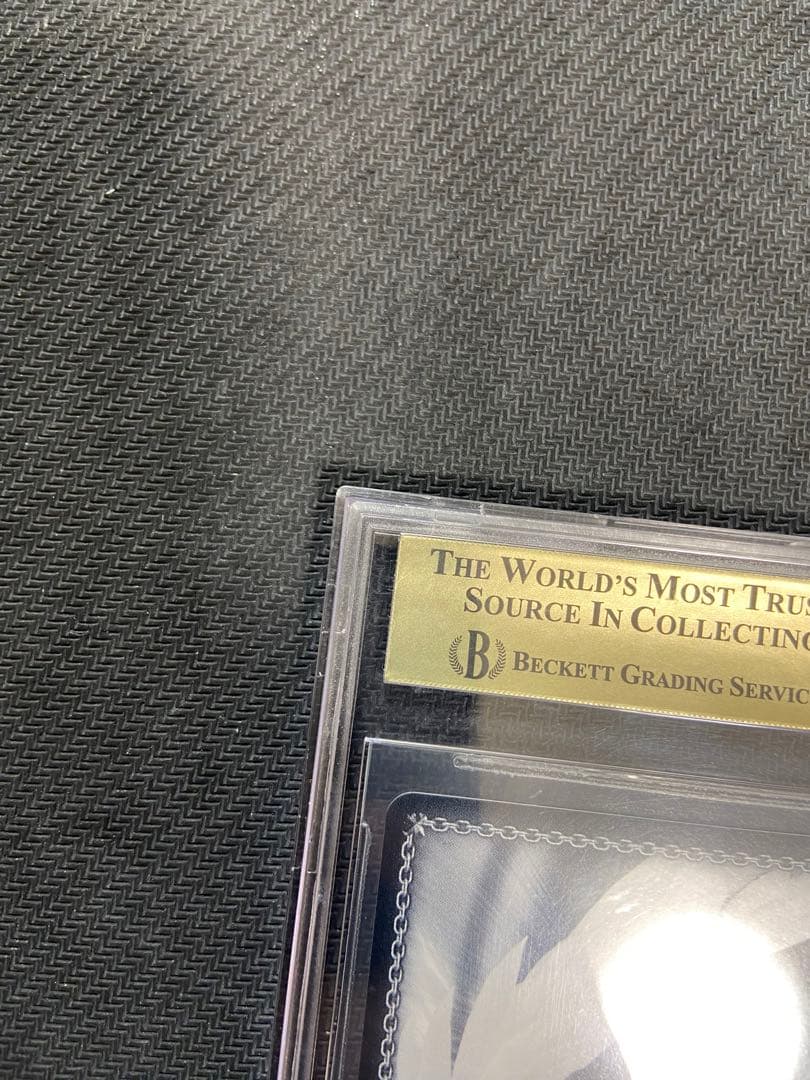 THE WORLD'S MOST TRUS
SOURCE IN COLLECTING
B BECKETT GRADING SERVIC